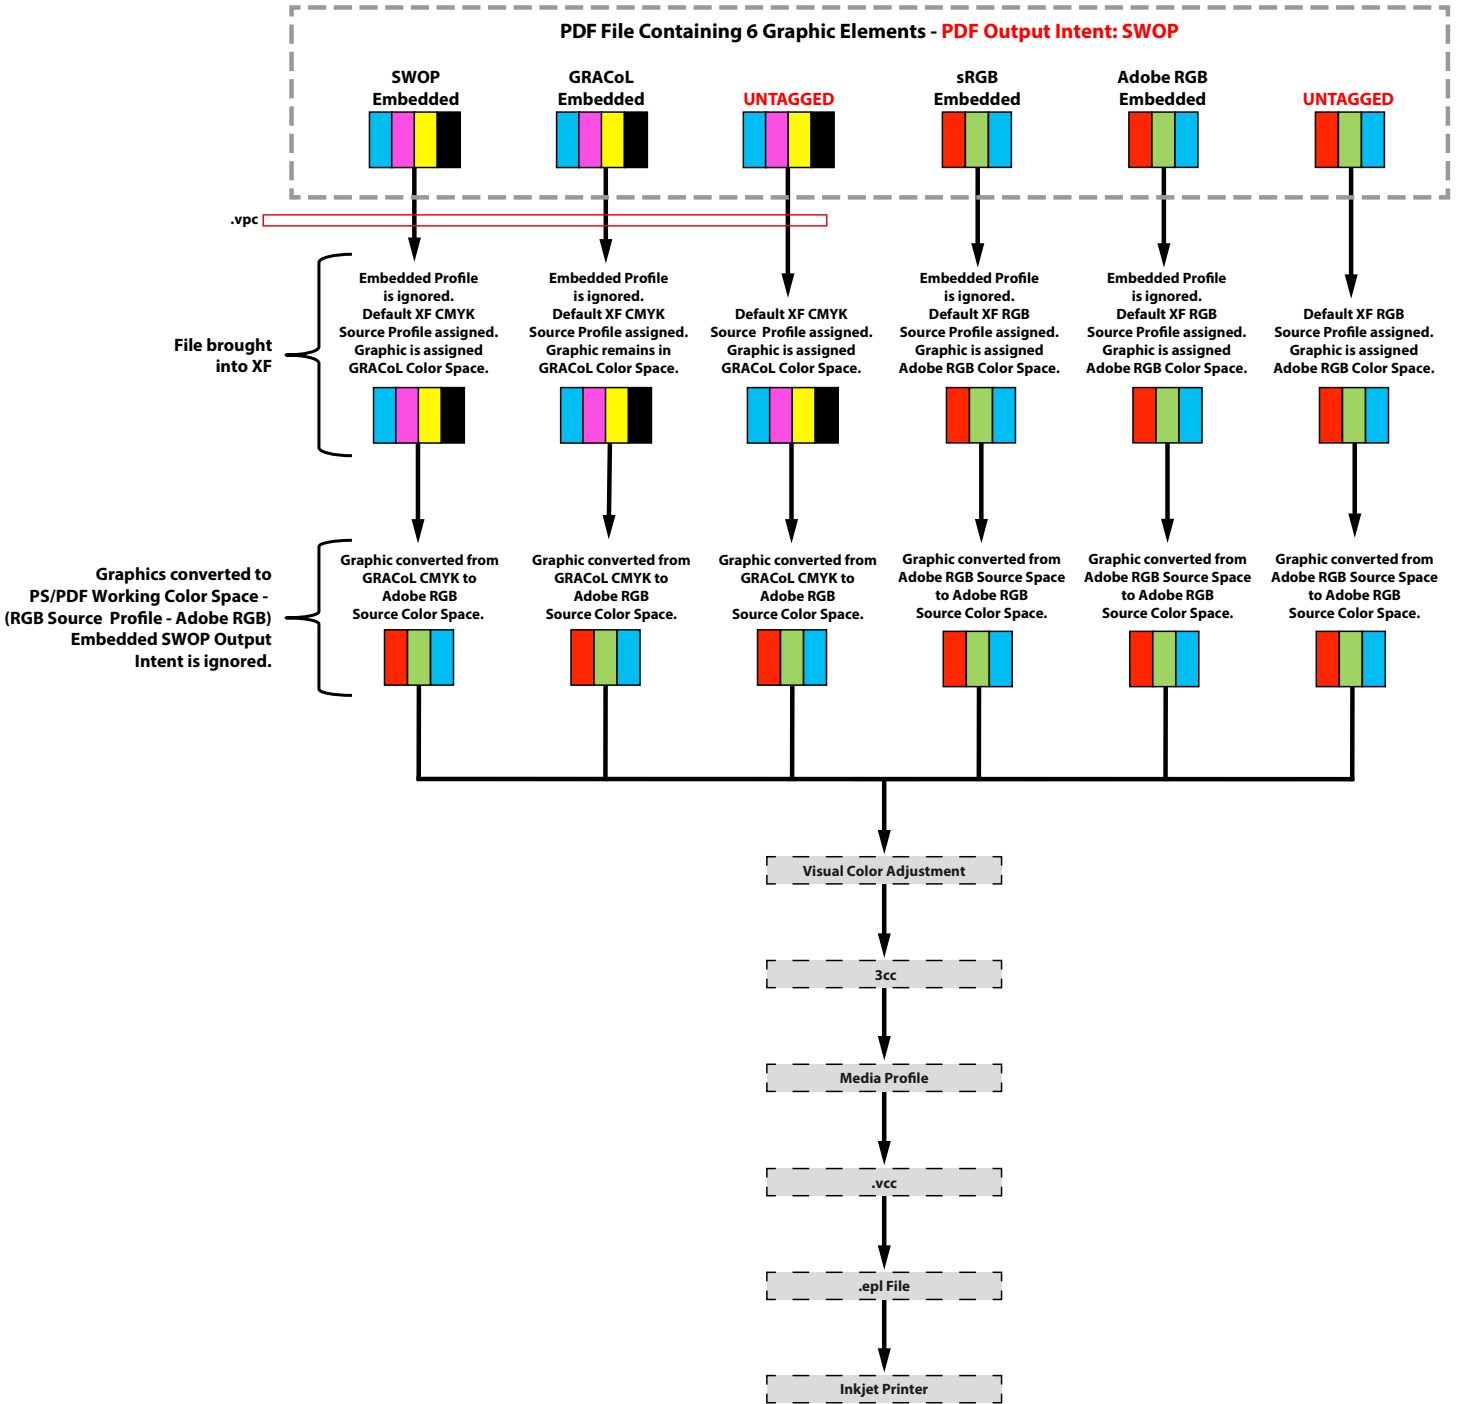 PDF File Containing 6 Graphic Elements - PDF Output Intent: SWOP
SWOP
Embedded
GRACoL
Embedded
UNTAGGED
sRGB
Embedded
Adobe RGB
Embedded
UNTAGGED
.vpc
File brought
into XF
Embedded Profile
is ignored.
Default XF CMYK
Source Profile assigned.
Graphic is assigned
GRACoL Color Space.
Embedded Profile
is ignored.
Default XF CMYK
Source Profile assigned.
Graphic remains in
GRACoL Color Space.
Default XF CMYK
Source Profile assigned.
Graphic is assigned
GRACoL Color Space.
Embedded Profile
is ignored.
Default XF RGB
Source Profile assigned.
Graphic is assigned
Adobe RGB Color Space.
Embedded Profile
is ignored.
Default XF RGB
Source Profile assigned.
Graphic is assigned
Adobe RGB Color Space.
Default XF RGB
Source Profile assigned.
Graphic is assigned
Adobe RGB Color Space.
Graphics converted to
PS/PDF Working Color Space -
(RGB Source Profile - Adobe RGB)
Embedded SWOP Output
Intent is ignored.
Graphic converted from
GRACoL CMYK to
Adobe RGB
Source Color Space.
Graphic converted from
GRACoL CMYK to
Adobe RGB
Source Color Space.
Graphic converted from
GRACoL CMYK to
Adobe RGB
Source Color Space.
Graphic converted from
Adobe RGB Source Space
to Adobe RGB
Source Color Space.
Graphic converted from
Adobe RGB Source Space
to Adobe RGB
Source Color Space.
Graphic converted from
Adobe RGB Source Space
to Adobe RGB
Source Color Space.
Visual Color Adjustment
3cc
Media Profile
.vcc
.epl File
Inkjet Printer